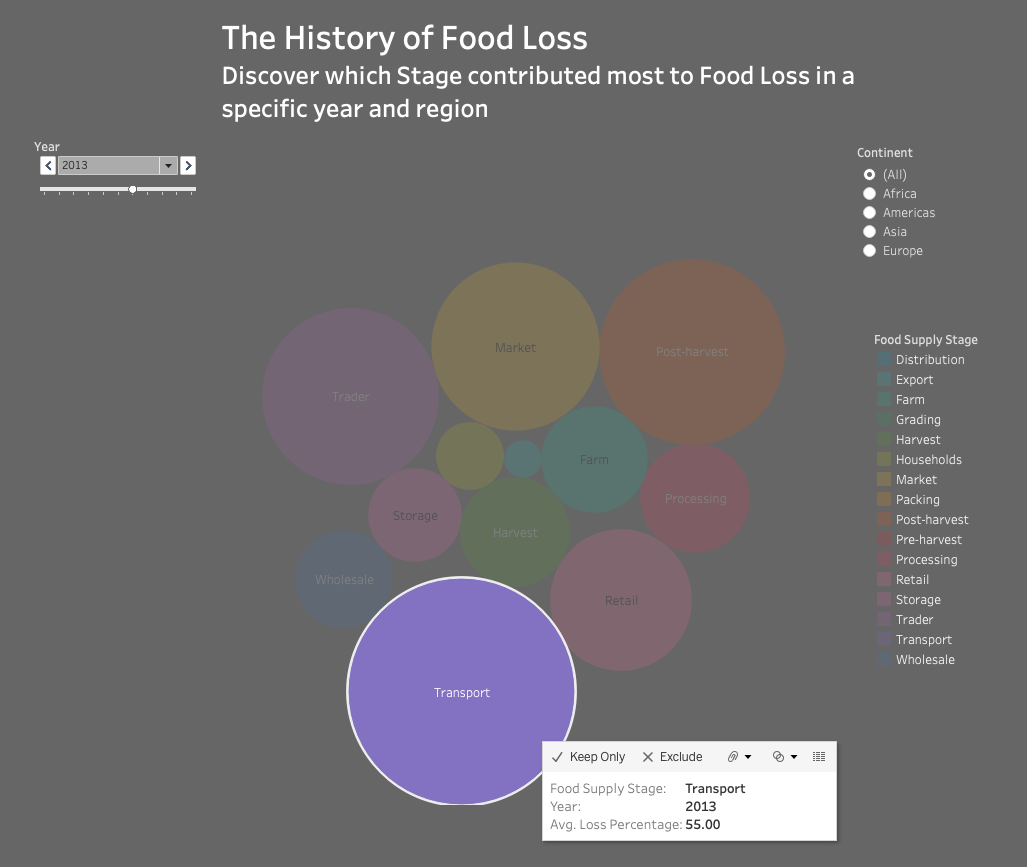 The History of Food Loss
Discover which Stage contributed most to Food Loss in a
specific year and region
Year
2013
Continent
(All)
Africa
Americas
Asia
Europe
Market
Post-harvest
Trader
Farm
Processing
Storage
Harvest
Wholesale
Retail
Transport
Food Supply Stage
Distribution
Export
Farm
Grading
Harvest
Households
Market
Packing
Post-harvest
Pre-harvest
Processing
Retail
Storage
Trader
Transport
Wholesale
Keep Only Exclude
Food Supply Stage: Transport
Year: 2013
Avg. Loss Percentage: 55.00